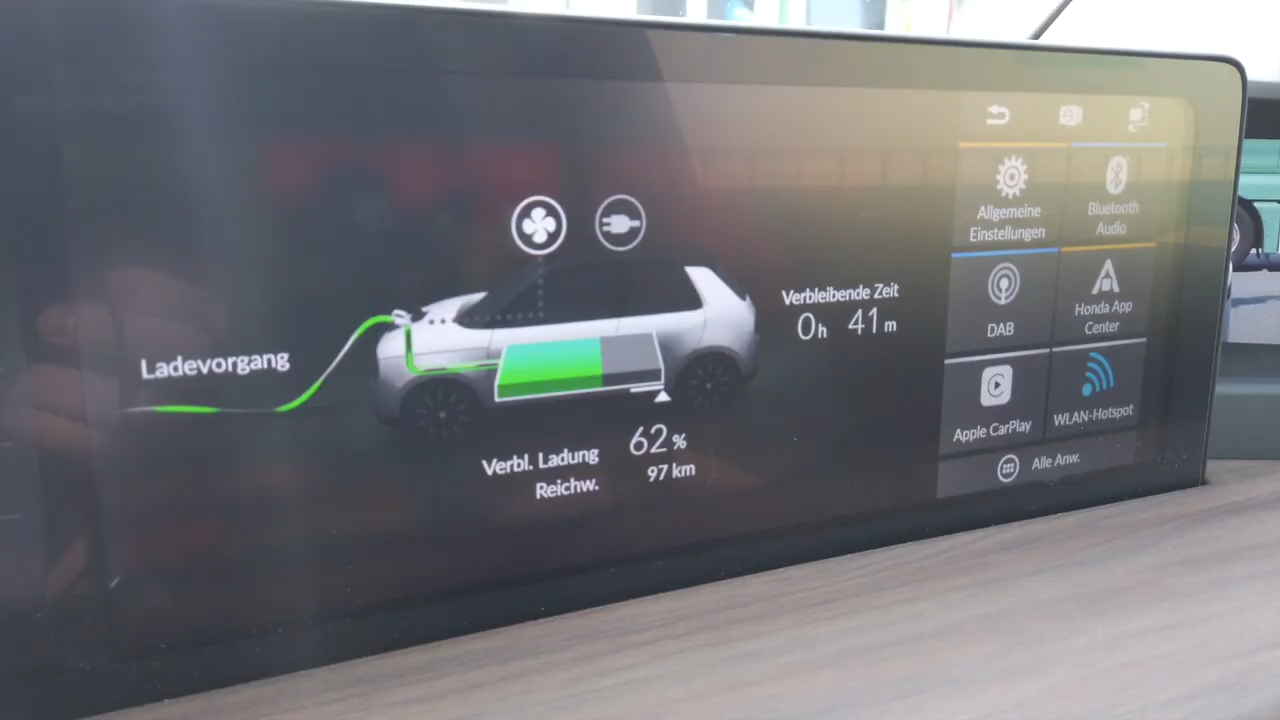 Ladevorgang
Verbleibende Zeit
0h 41m
Verbl. Ladung 62 %
Reichw. 97 km
Allgemeine
Einstellungen
Bluetooth
Audio
DAB
Honda App
Center
Apple CarPlay
WLAN-Hotspot
Alle Anw.